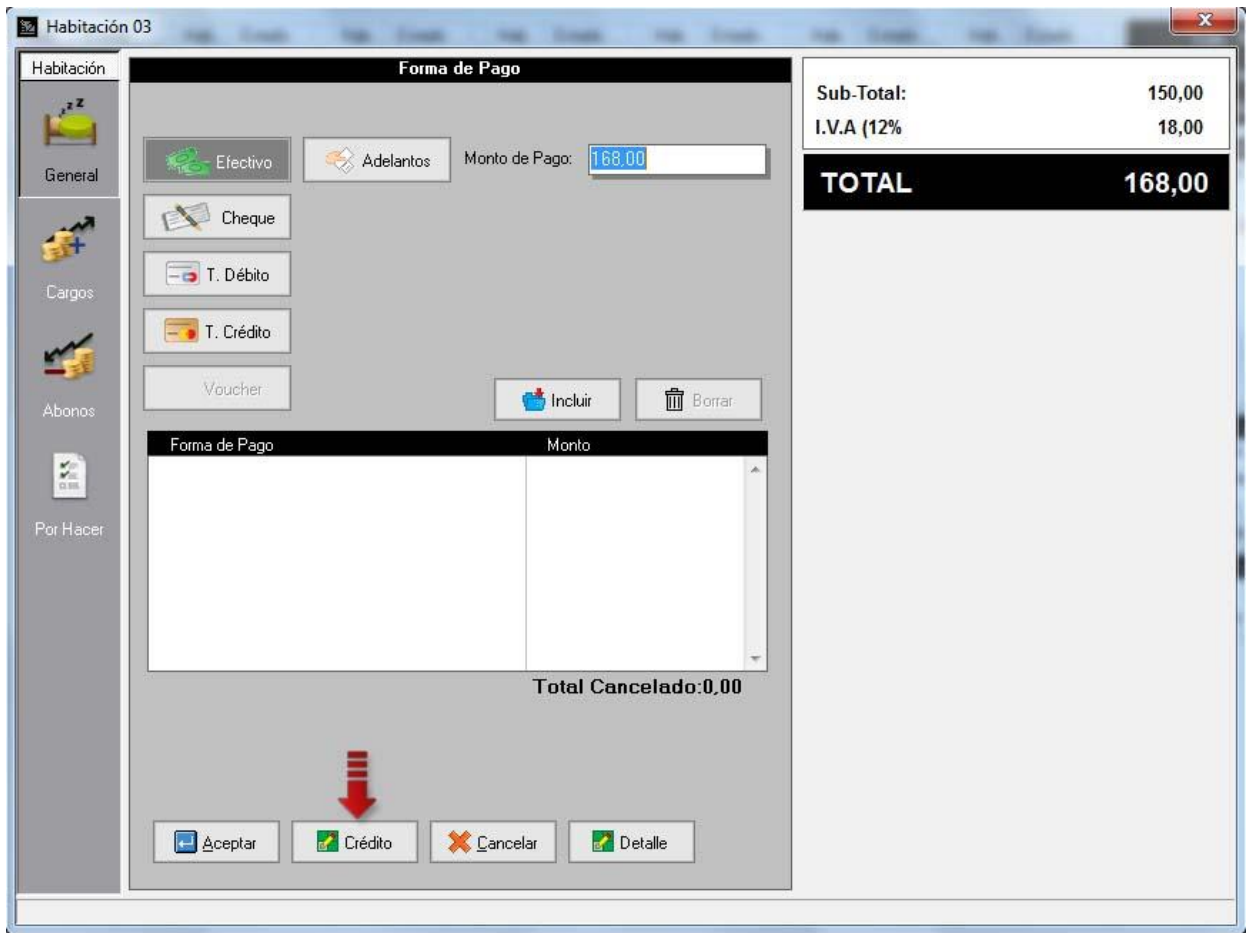 Habitación 03
Habitación
General
Cargos
Abonos
Por Hacer
Forma de Pago
Efectivo
Adelantos
Monto de Pago: 168,00
Cheque
T. Débito
T. Crédito
Voucher
Incluir
Borrar
Forma de Pago Monto
Total Cancelado:0,00
Aceptar
Crédito
Cancelar
Detalle
Sub-Total: 150,00
I.V.A (12% 18,00
TOTAL 168,00